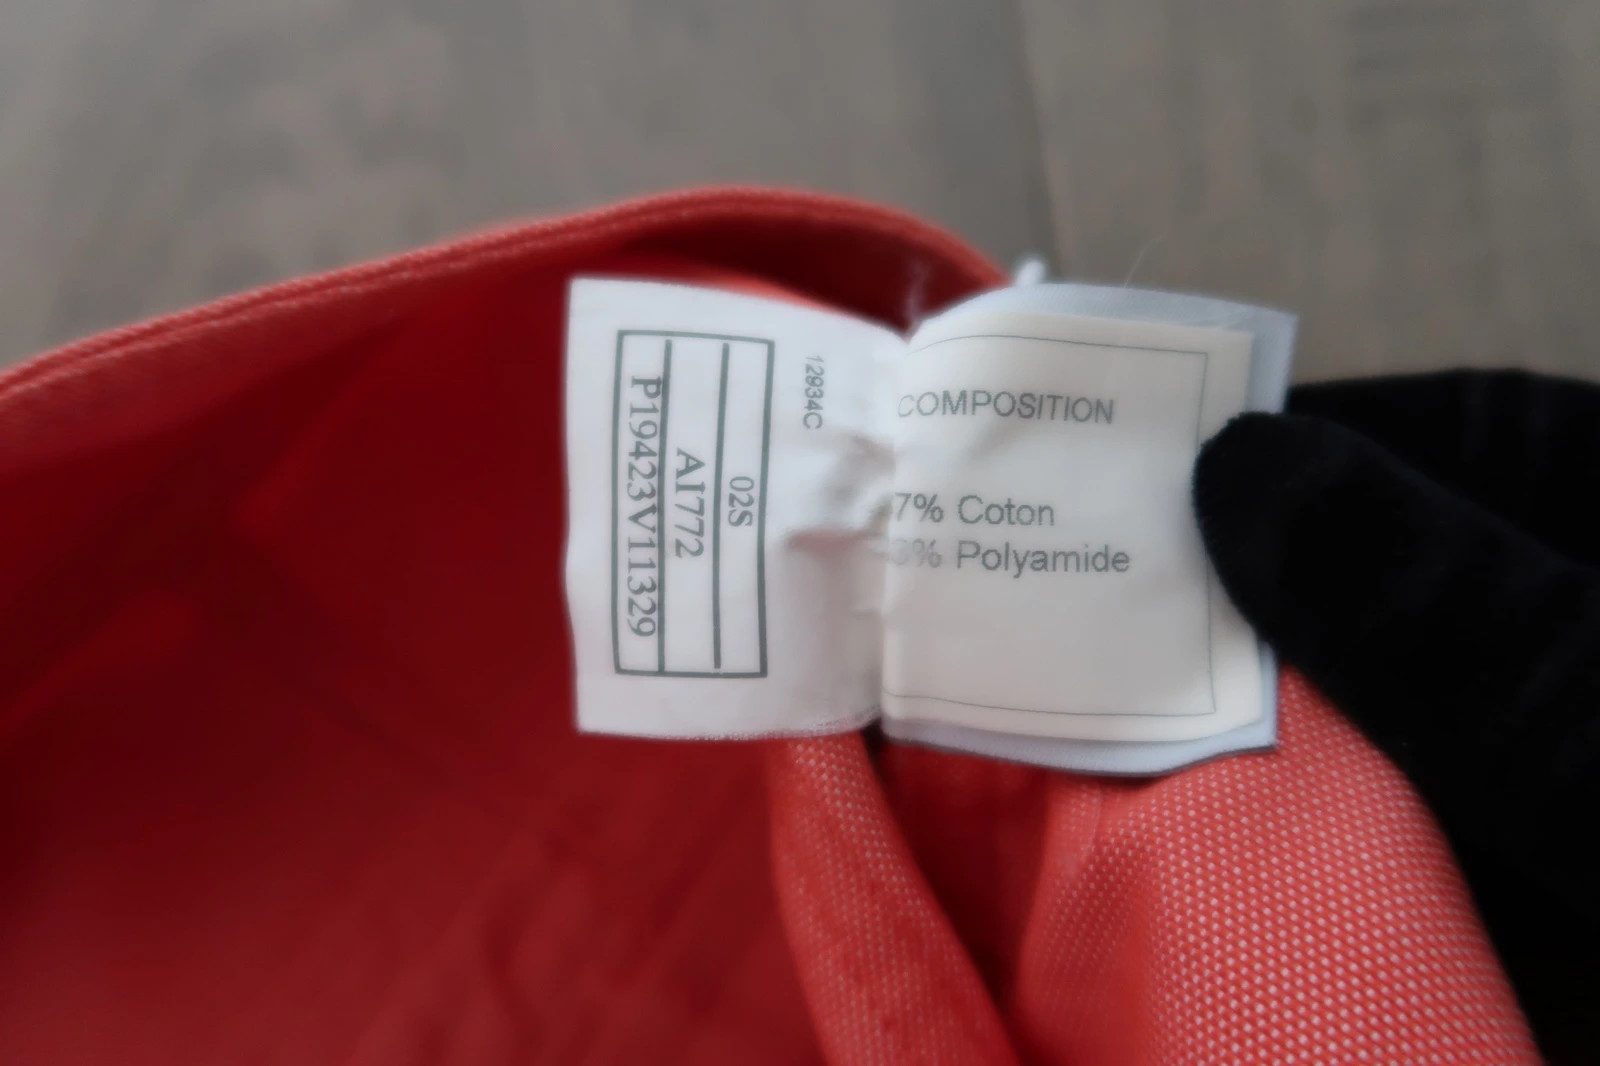 02S
AI772
P19423V11329
12934C
COMPOSITION
7% Coton
% Polyamide